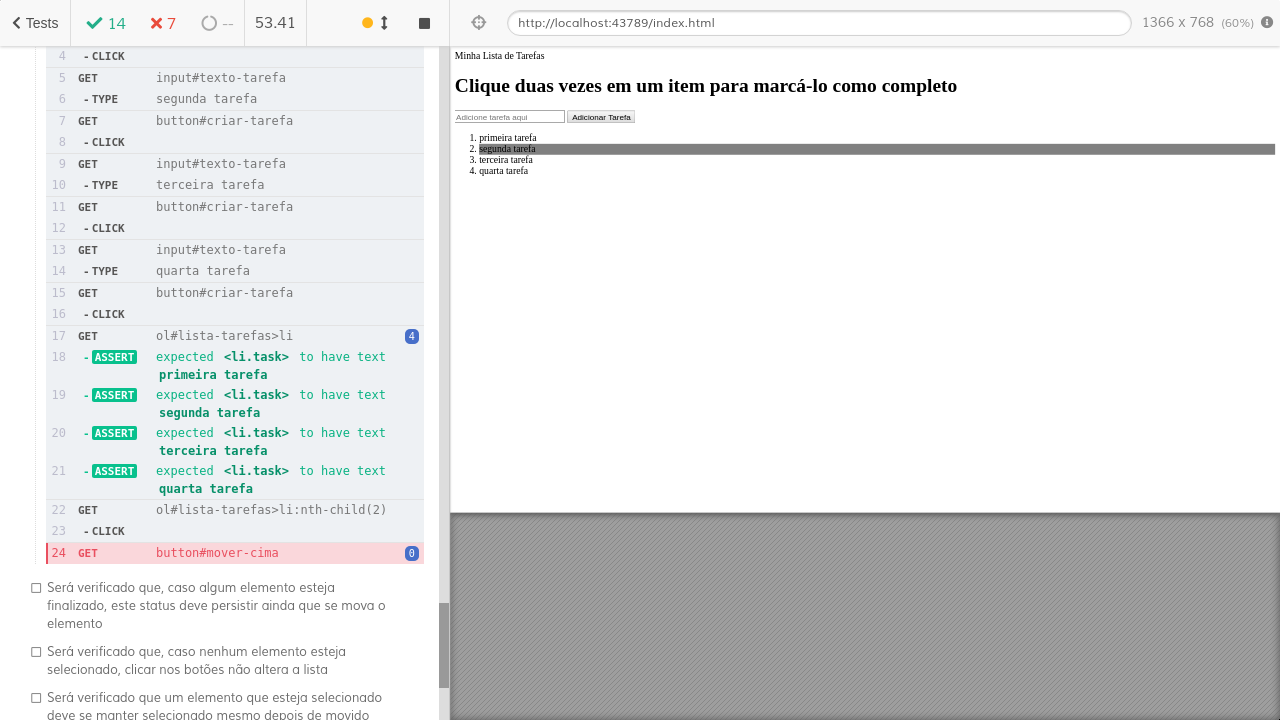 Tests 14 7 -- 53.41 http://localhost:43789/index.html 1366 x 768 (60%)
4 - CLICK
5 GET input#texto-tarefa
6 - TYPE segunda tarefa
7 GET button#criar-tarefa
8 - CLICK
9 GET input#texto-tarefa
10 - TYPE terceira tarefa
11 GET button#criar-tarefa
12 - CLICK
13 GET input#texto-tarefa
14 - TYPE quarta tarefa
15 GET button#criar-tarefa
16 - CLICK
17 GET ol#lista-tarefas>li 4
18 - ASSERT expected <li.task> to have text
primeira tarefa
19 - ASSERT expected <li.task> to have text
segunda tarefa
20 - ASSERT expected <li.task> to have text
terceira tarefa
21 - ASSERT expected <li.task> to have text
quarta tarefa
22 GET ol#lista-tarefas>li:nth-child(2)
23 - CLICK
24 GET button#mover-cima 0
Será verificado que, caso algum elemento esteja
finalizado, este status deve persistir ainda que se mova o
elemento
Será verificado que, caso nenhum elemento esteja
selecionado, clicar nos botões não altera a lista
Será verificado que um elemento que esteja selecionado
deve se manter selecionado mesmo depois de movido
Minha Lista de Tarefas
Clique duas vezes em um item para marcá-lo como completo
Adicione tarefa aqui Adicionar Tarefa
1. primeira tarefa
2. segunda tarefa
3. terceira tarefa
4. quarta tarefa